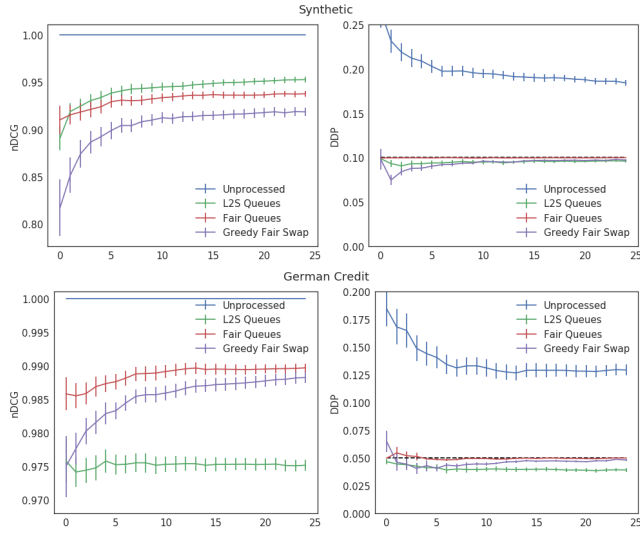 Synthetic
nDCG
1.00
0.95
0.90
0.85
0.80
0 5 10 15 20 25
Unprocessed
L2S Queues
Fair Queues
Greedy Fair Swap
DDP
0.25
0.20
0.15
0.10
0.05
0.00
0 5 10 15 20 25
Unprocessed
L2S Queues
Fair Queues
Greedy Fair Swap
German Credit
nDCG
1.000
0.995
0.990
0.985
0.980
0.975
0.970
0 5 10 15 20 25
Unprocessed
L2S Queues
Fair Queues
Greedy Fair Swap
DDP
0.200
0.175
0.150
0.125
0.100
0.075
0.050
0.025
0.000
0 5 10 15 20 25
Unprocessed
L2S Queues
Fair Queues
Greedy Fair Swap